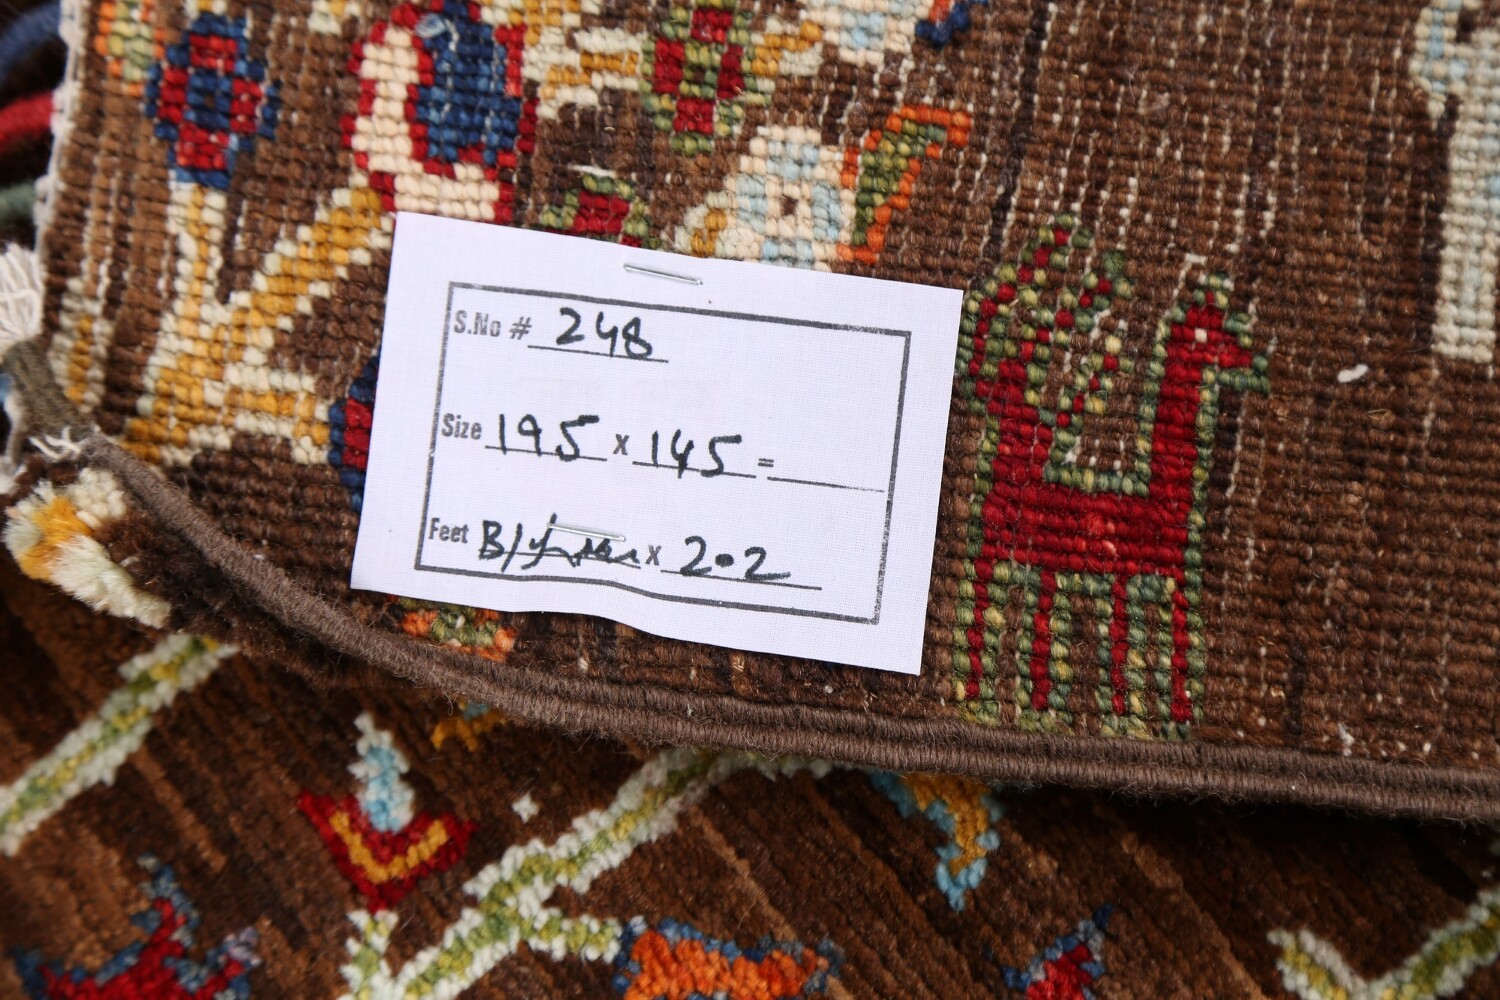 S.No # 248
Size 195 x 145 =
Feet x 2.2